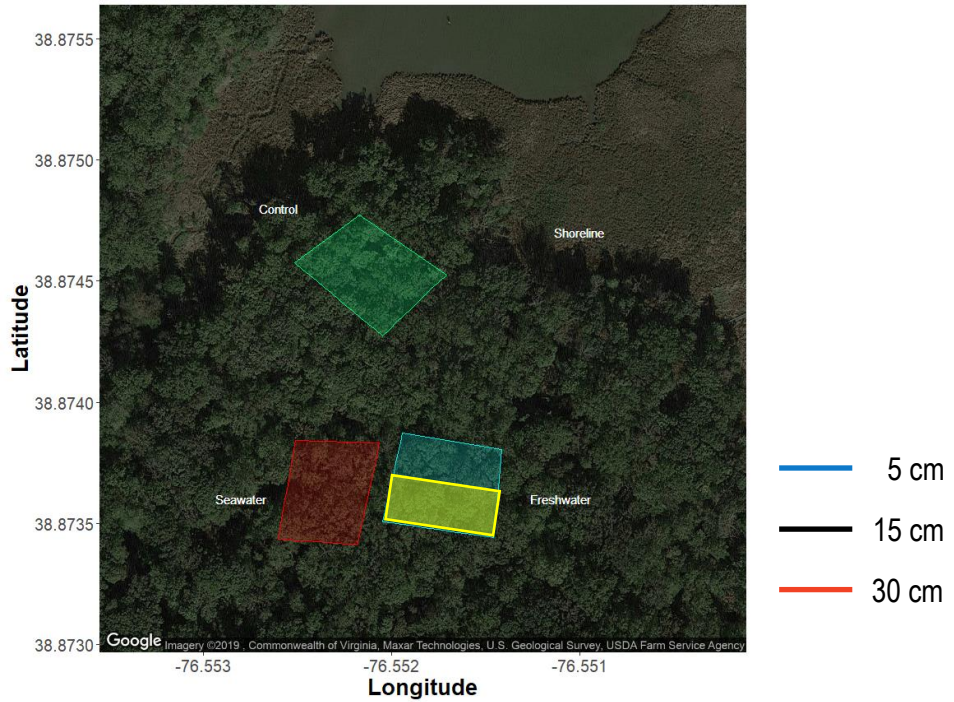 38.8755
38.8750
38.8745
38.8740
38.8735
38.8730
Latitude
Control
Shoreline
Seawater
Freshwater
Google
Imagery ©2019 , Commonwealth of Virginia, Maxar Technologies, U.S. Geological Survey, USDA Farm Service Agency
-76.553
-76.552
-76.551
Longitude
5 cm
15 cm
30 cm